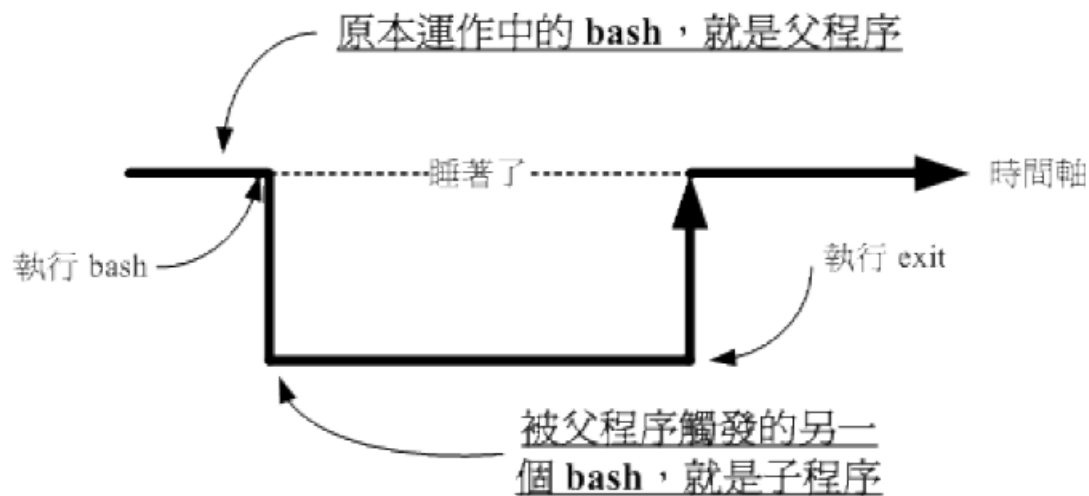 原本運作中的 bash，就是父程序
睡著了
時間軸
執行 bash
執行 exit
被父程序觸發的另一
個 bash，就是子程序